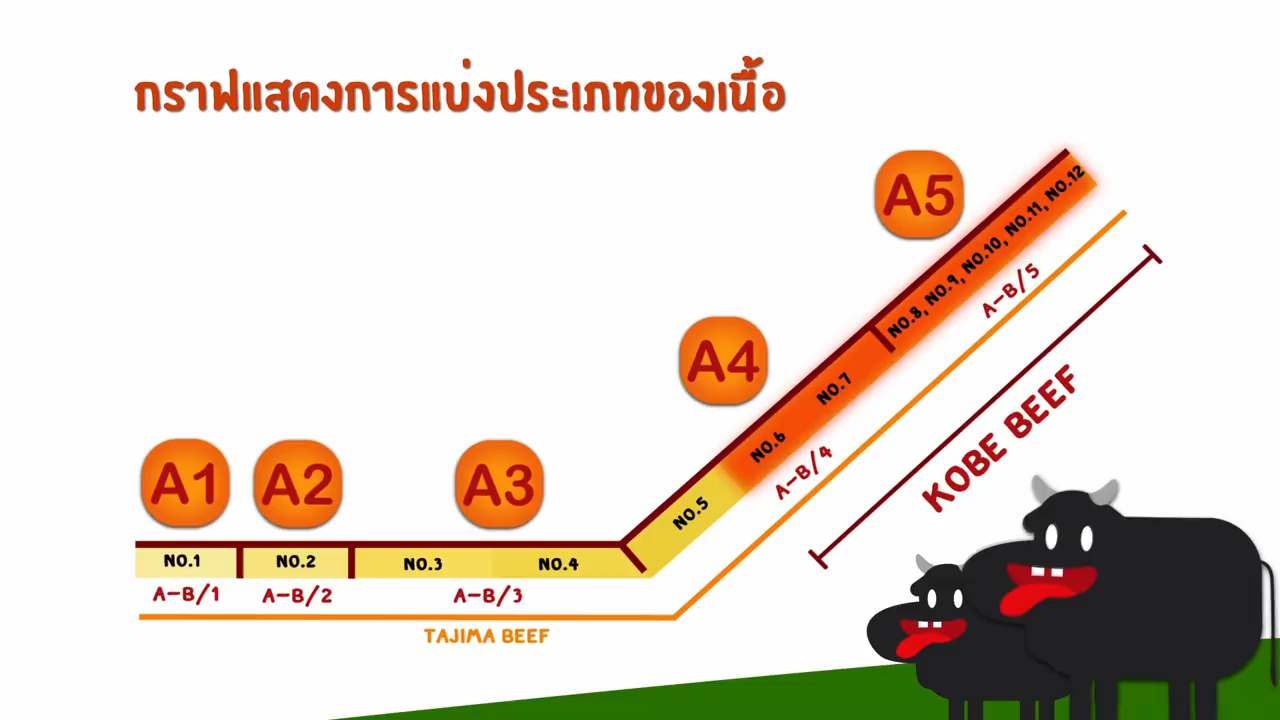 กราฟแสดงการแบ่งประเภทของเนื้อ
A1
A2
A3
A4
A5
NO.1
NO.2
NO.3
NO.4
NO.5
NO.6
NO.7
NO.8, NO.9, NO.10, NO.11, NO.12
A-B/1
A-B/2
A-B/3
A-B/4
A-B/5
TAJIMA BEEF
KOBE BEEF